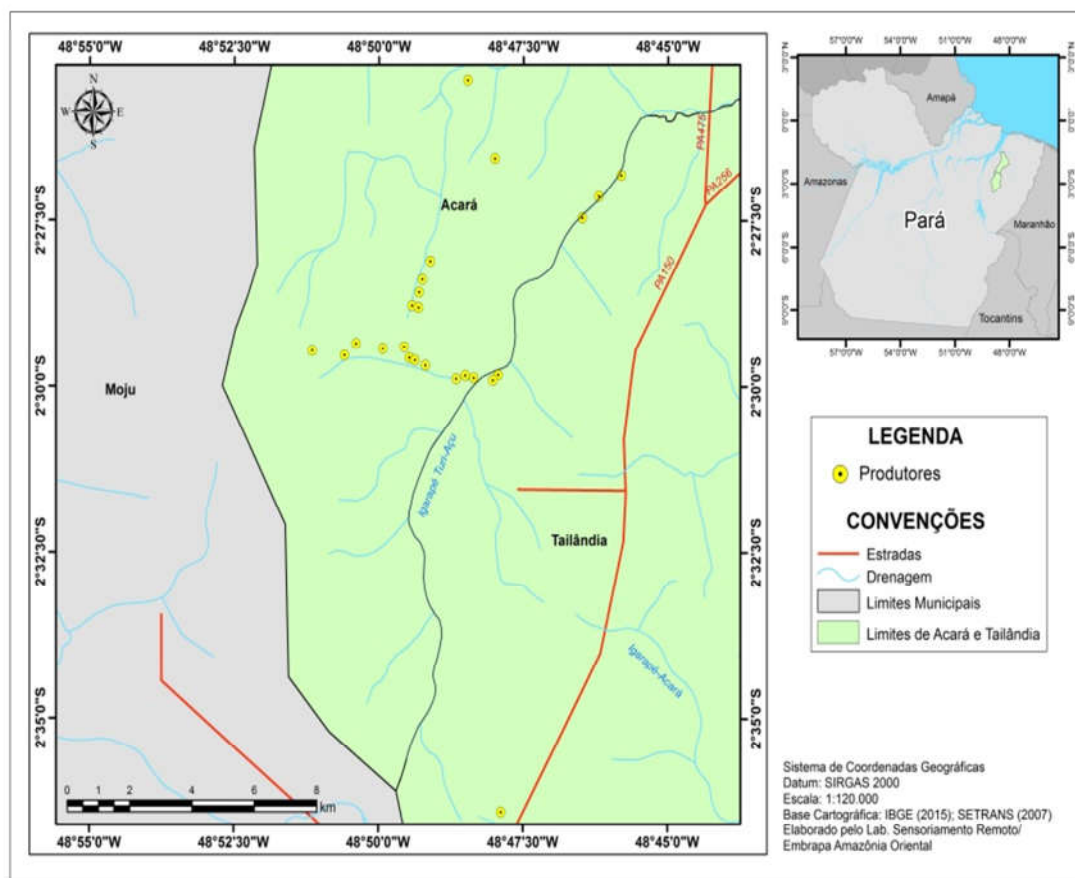 48°55'0"W 48°52'30"W 48°50'0"W 48°47'30"W 48°45'0"W
N
W E
S
2°27'30"S
2°30'0"S
2°32'30"S
2°35'0"S
Acará
Moju
Tailândia
Igarapé Turi-Açu
Igarapé-Acará
PA475
PA256
PA150
2°27'30"S
2°30'0"S
2°32'30"S
2°35'0"S
0 1 2 4 6 8
km
48°55'0"W 48°52'30"W 48°50'0"W 48°47'30"W 48°45'0"W
57°0'0"W 54°0'0"W 51°0'0"W 48°0'0"W
Amapá
Amazonas
Pará
Maranhão
Tocantins
57°0'0"W 54°0'0"W 51°0'0"W 48°0'0"W
LEGENDA
Produtores
CONVENÇÕES
Estradas
Drenagem
Limites Municipais
Limites de Acará e Tailândia
Sistema de Coordenadas Geográficas
Datum: SIRGAS 2000
Escala: 1:120.000
Base Cartográfica: IBGE (2015); SETRANS (2007)
Elaborado pelo Lab. Sensoriamento Remoto/
Embrapa Amazônia Oriental